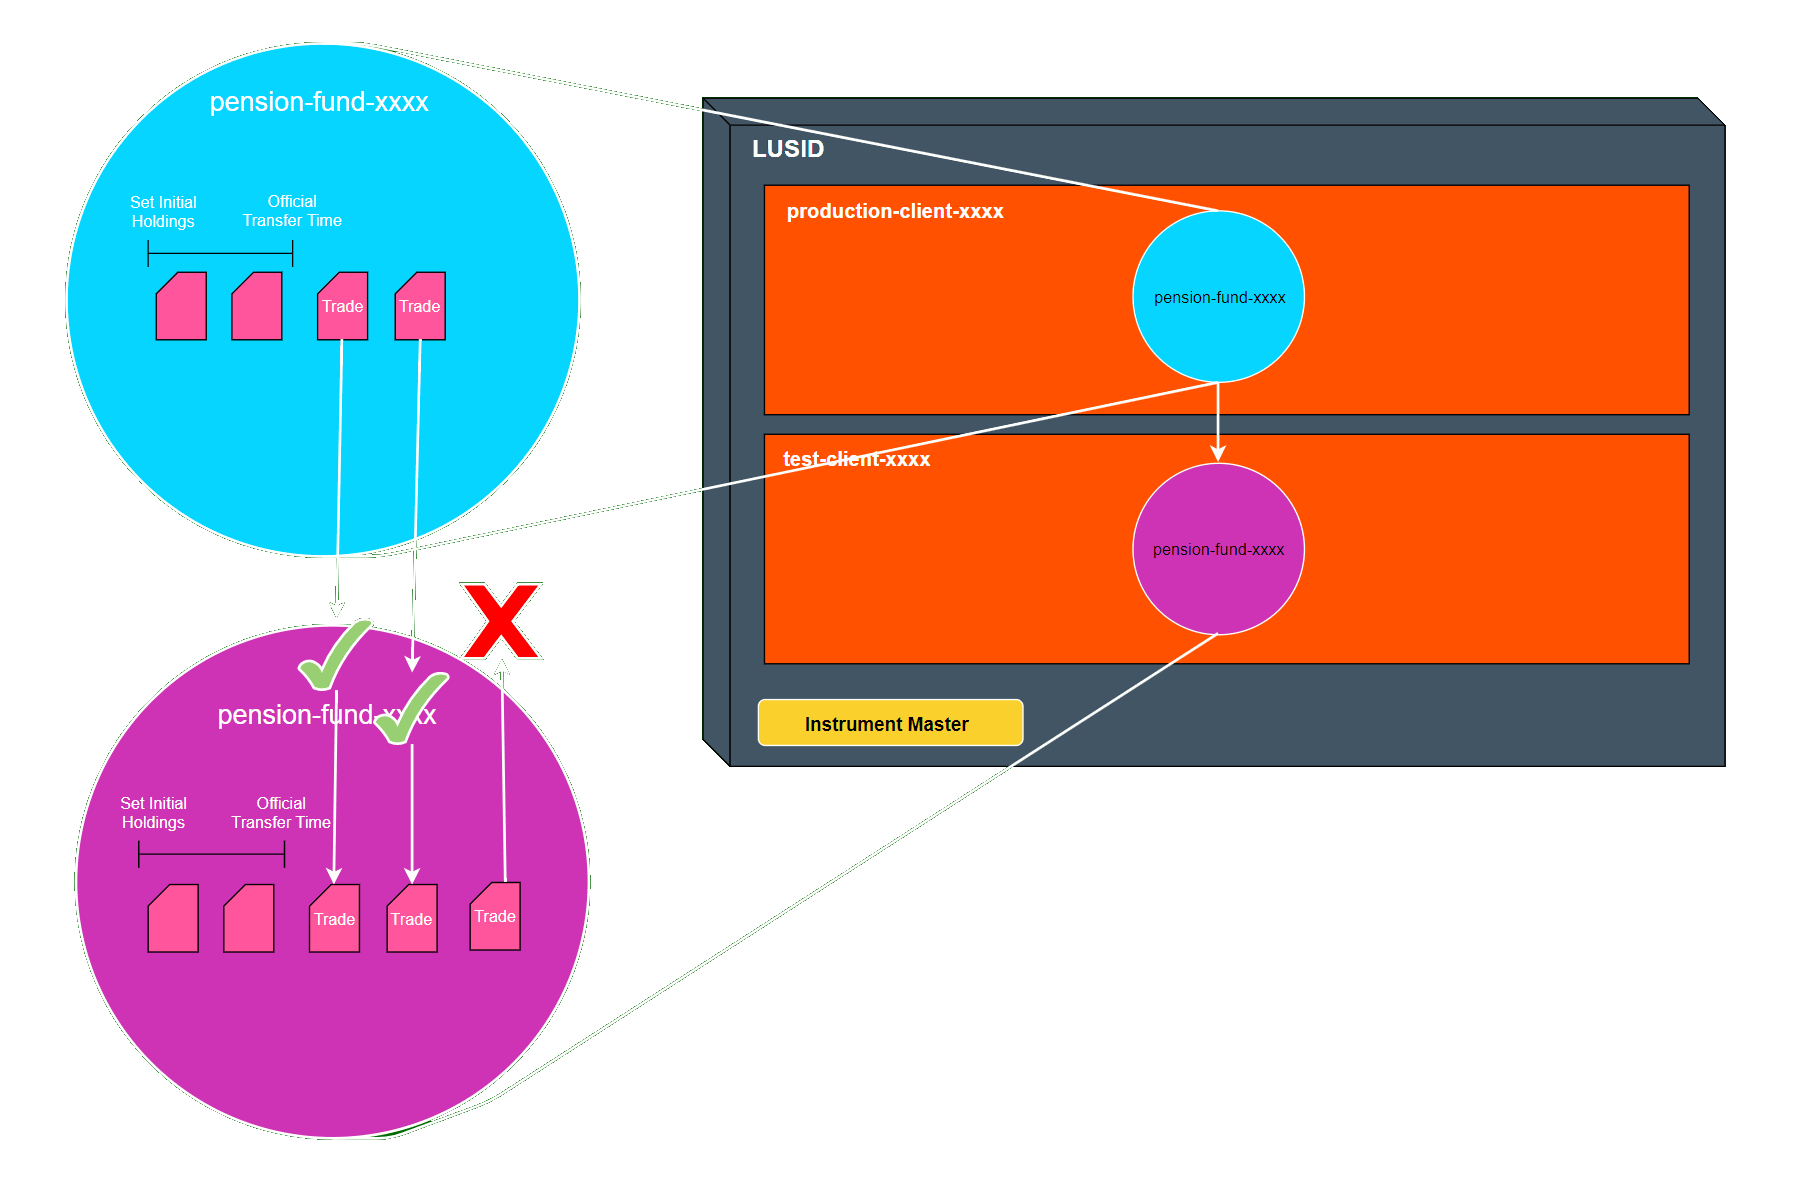 pension-fund-xxxx
Set Initial
Holdings
Official
Transfer Time
Trade
Trade
LUSID
production-client-xxxx
pension-fund-xxxx
test-client-xxxx
pension-fund-xxxx
Instrument Master
pension-fund-xxxx
Set Initial
Holdings
Official
Transfer Time
Trade
Trade
Trade